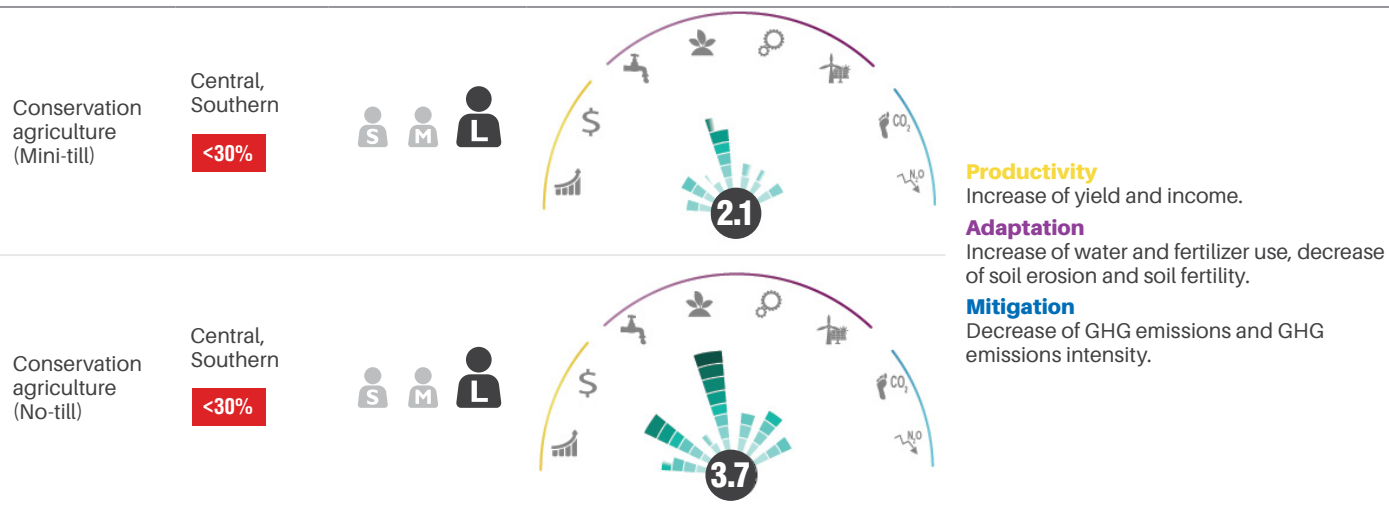 Conservation
agriculture
(Mini-till)
Central,
Southern
<30%
S M L
$
CO2
N2O
2.1
Conservation
agriculture
(No-till)
Central,
Southern
<30%
S M L
$
CO2
N2O
3.7
Productivity
Increase of yield and income.
Adaptation
Increase of water and fertilizer use, decrease
of soil erosion and soil fertility.
Mitigation
Decrease of GHG emissions and GHG
emissions intensity.